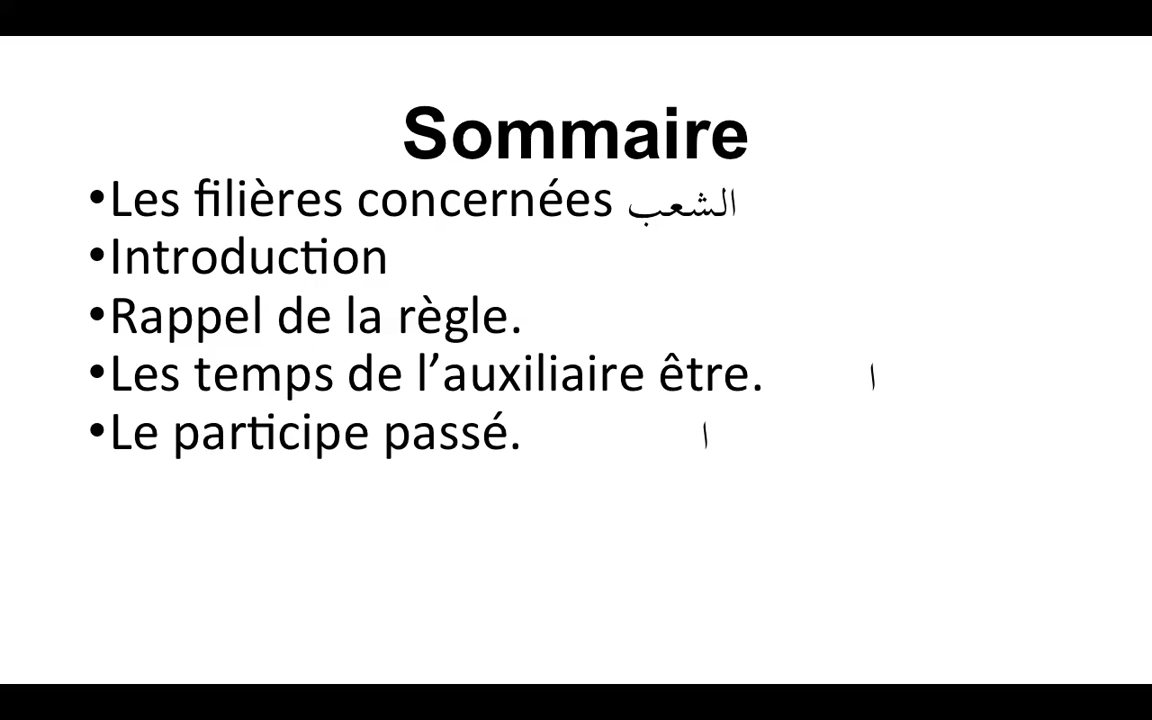 Sommaire
•Les filières concernées الشعب
•Introduction
•Rappel de la règle.
•Les temps de l’auxiliaire être. ا
•Le participe passé. ا